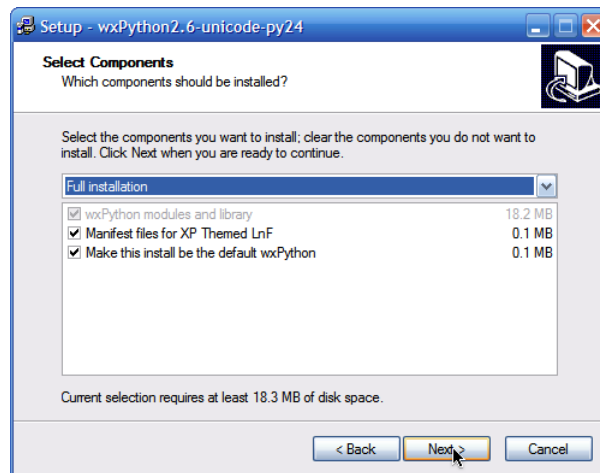 Setup - wxPython2.6-unicode-py24
Select Components
Which components should be installed?
Select the components you want to install; clear the components you do not want to
install. Click Next when you are ready to continue.
Full installation
wxPython modules and library 18.2 MB
Manifest files for XP Themed LnF 0.1 MB
Make this install be the default wxPython 0.1 MB
Current selection requires at least 18.3 MB of disk space.
< Back Next > Cancel